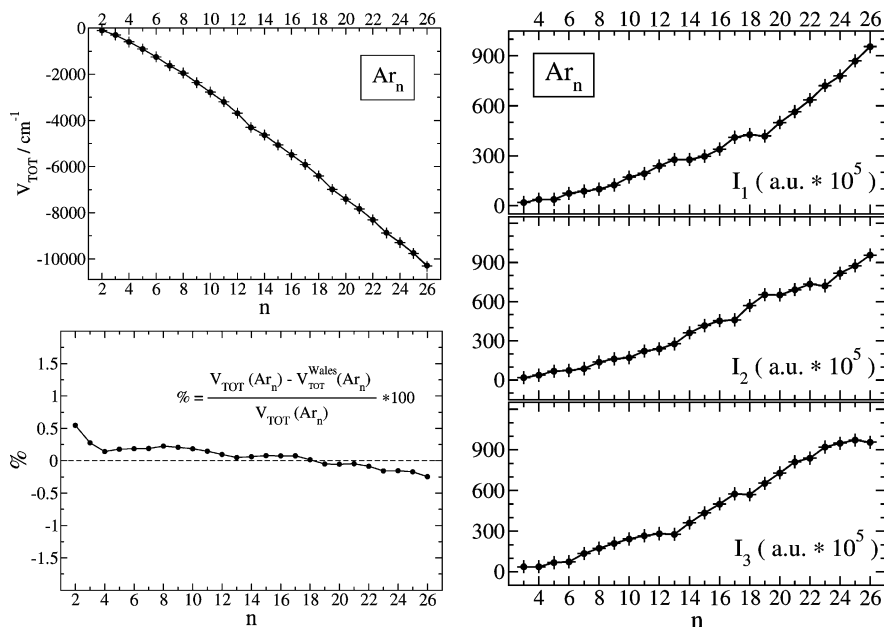 0
-2000
-4000
-6000
-8000
-10000
V_TOT / cm^-1
Ar_n
2 4 6 8 10 12 14 16 18 20 22 24 26
n
1.5
1
0.5
0
-0.5
-1
-1.5
%
% = (V_TOT (Ar_n) - V_TOT^Wales (Ar_n)) / V_TOT (Ar_n) *100
2 4 6 8 10 12 14 16 18 20 22 24 26
n
4 6 8 10 12 14 16 18 20 22 24 26
900
600
300
0
Ar_n
I_1 ( a.u. * 10^5 )
900
600
300
0
I_2 ( a.u. * 10^5 )
900
600
300
0
I_3 ( a.u. * 10^5 )
4 6 8 10 12 14 16 18 20 22 24 26
n